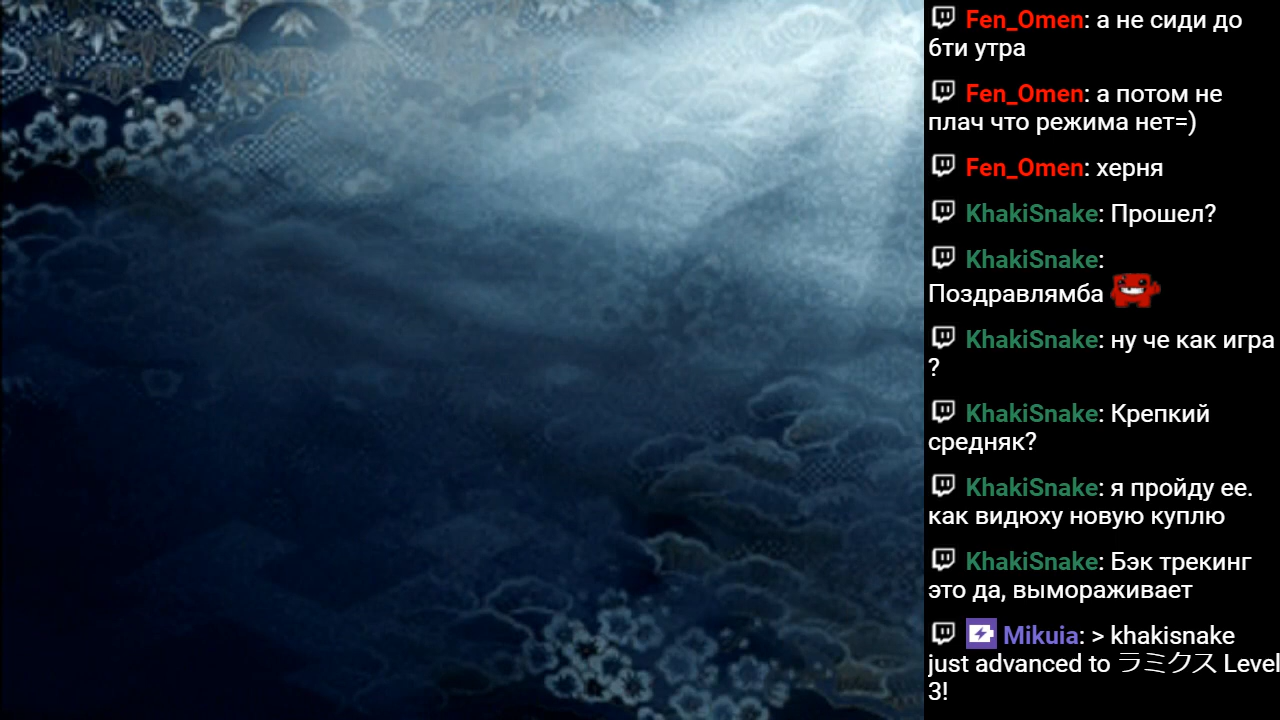 Fen_Omen: а не сиди до
6ти утра
Fen_Omen: а потом не
плач что режима нет=)
Fen_Omen: херня
KhakiSnake: Прошел?
KhakiSnake:
Поздравлямба
KhakiSnake: ну че как игра
?
KhakiSnake: Крепкий
средняк?
KhakiSnake: я пройду ее.
как видюху новую куплю
KhakiSnake: Бэк трекинг
это да, вымораживает
Mikuia: > khakisnake
just advanced to ラミクス Level
3!